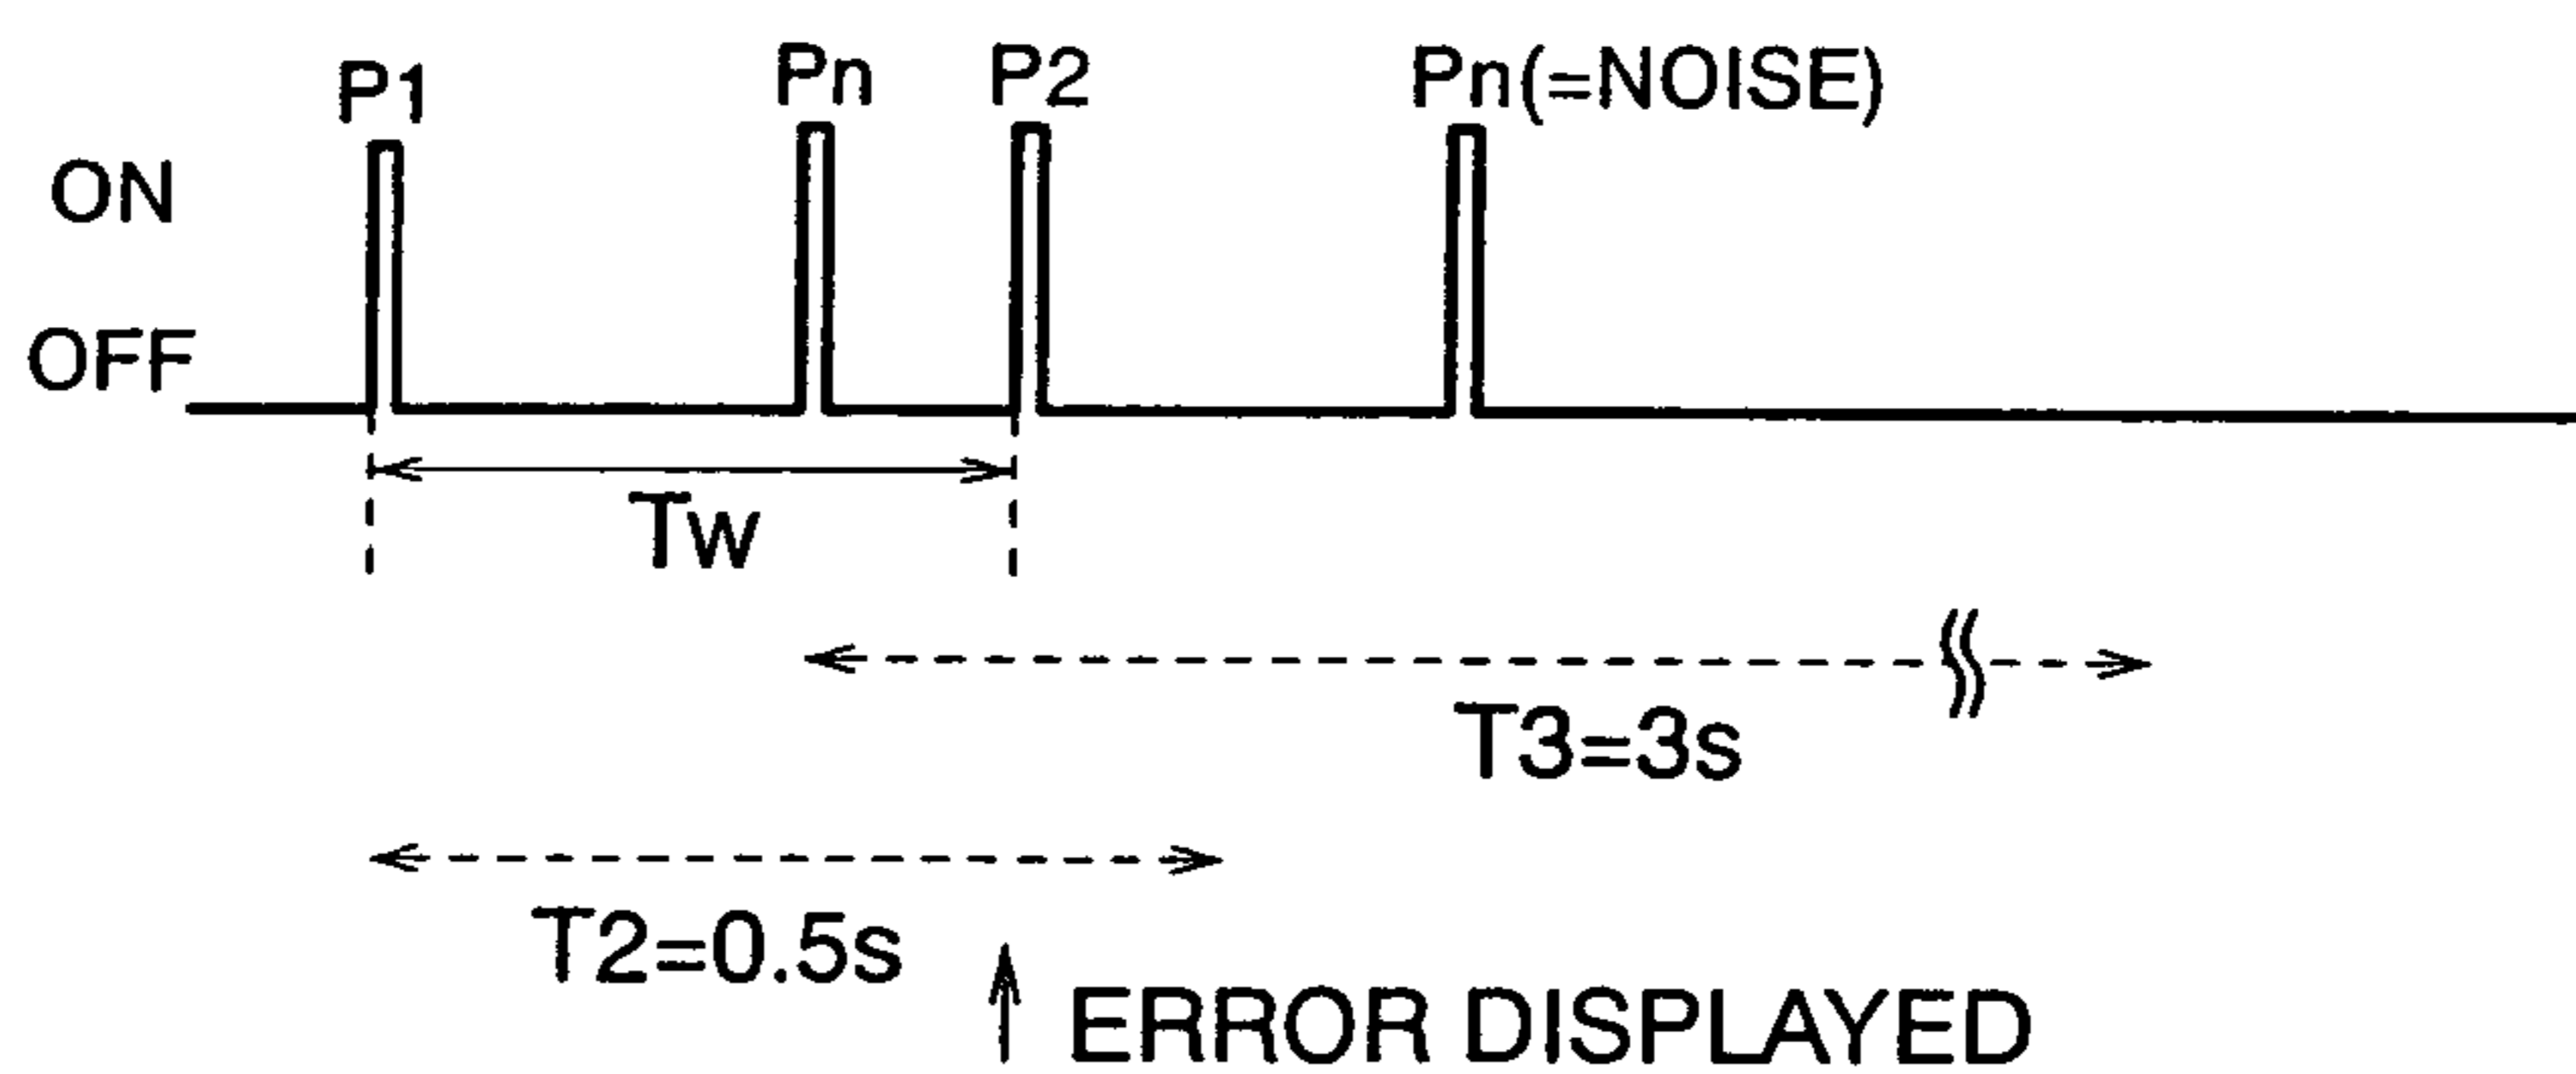 P1 Pn P2 Pn(=NOISE)
ON
OFF
Tw
T3=3s
T2=0.5s
ERROR DISPLAYED